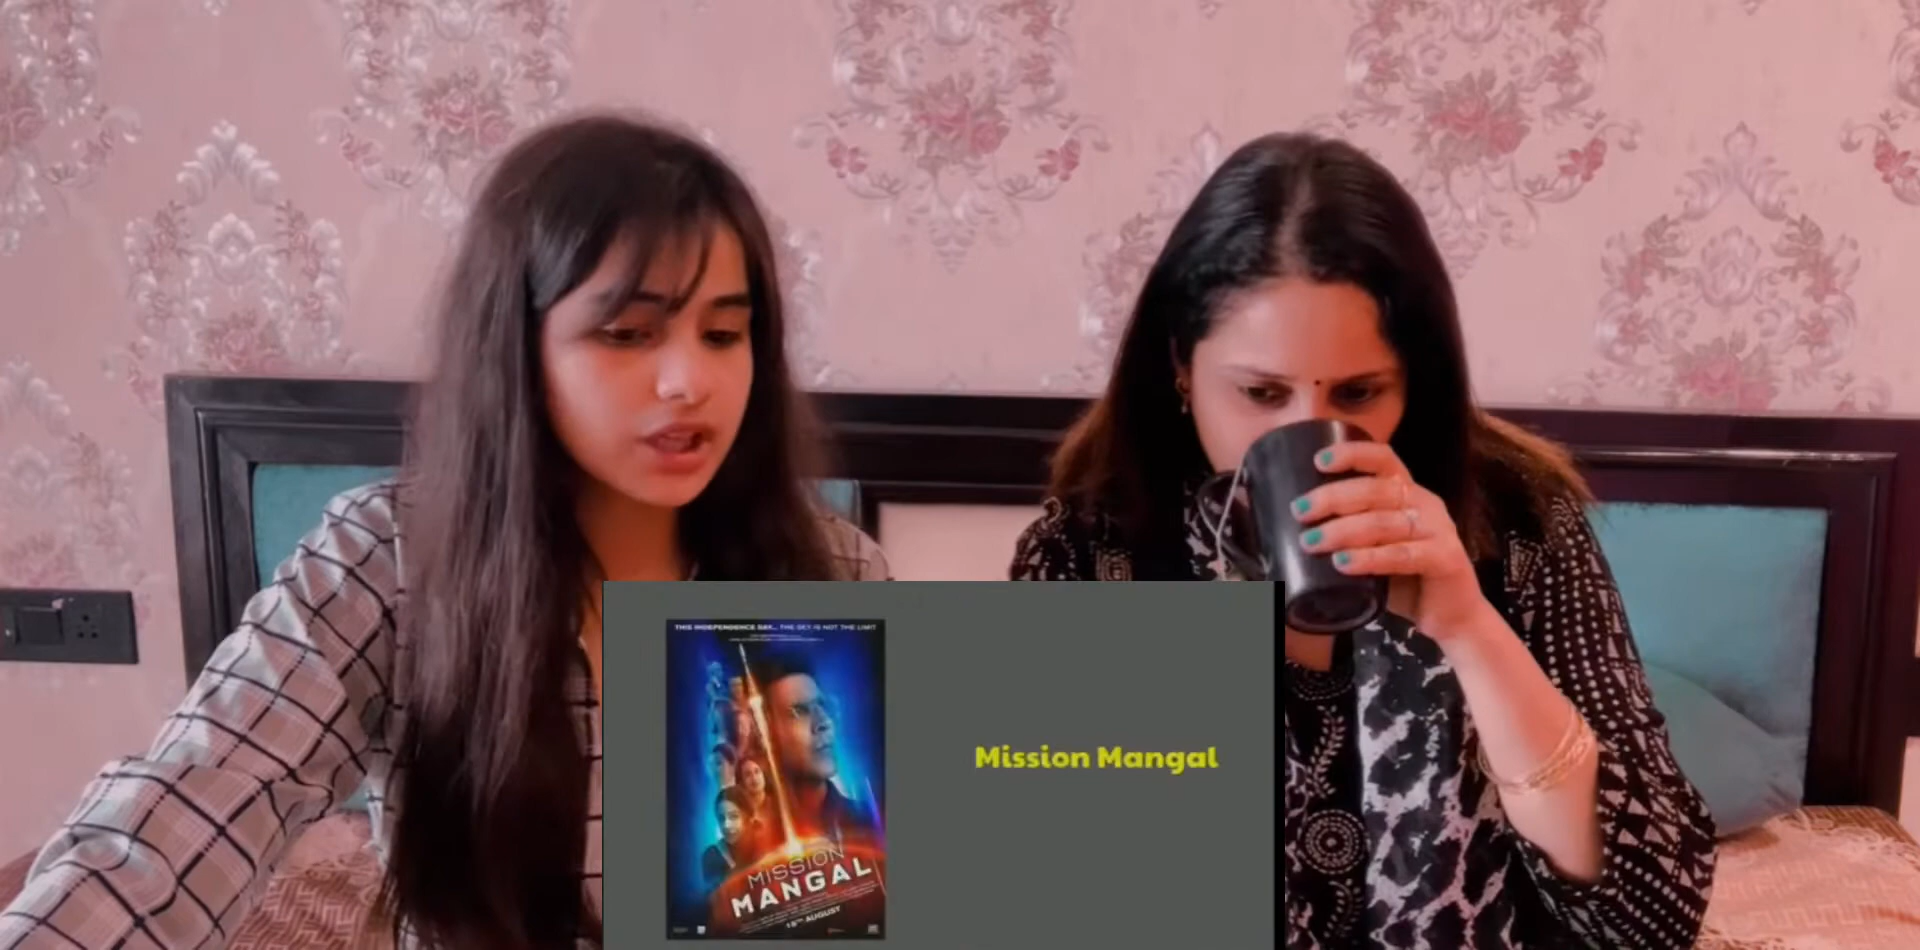 THIS INDEPENDENCE DAY... THE SKY IS NOT THE LIMIT
MISSION
MANGAL
15TH AUGUST
Mission Mangal